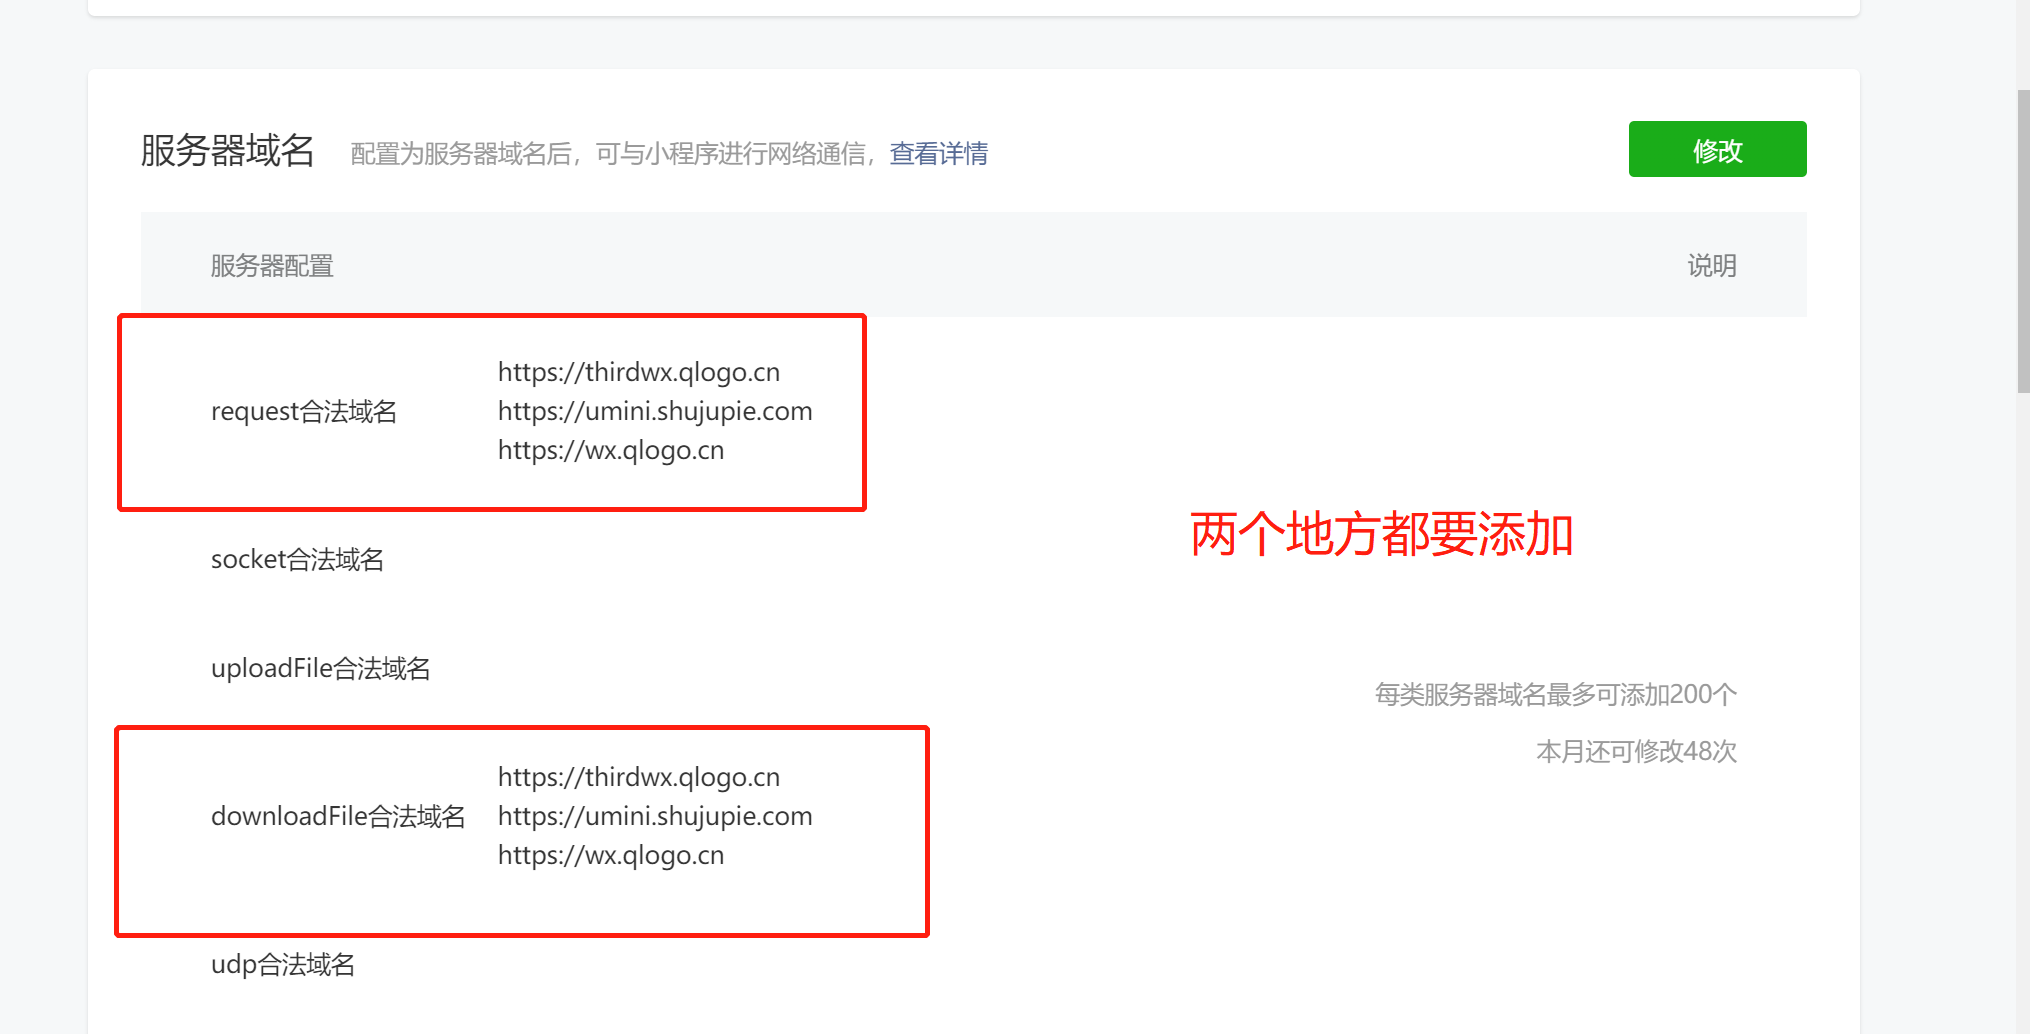 服务器域名 配置为服务器域名后，可与小程序进行网络通信，查看详情 修改
服务器配置 说明
request合法域名
https://thirdwx.qlogo.cn
https://umini.shujupie.com
https://wx.qlogo.cn
两个地方都要添加
socket合法域名
uploadFile合法域名
每类服务器域名最多可添加200个
本月还可修改48次
downloadFile合法域名
https://thirdwx.qlogo.cn
https://umini.shujupie.com
https://wx.qlogo.cn
udp合法域名